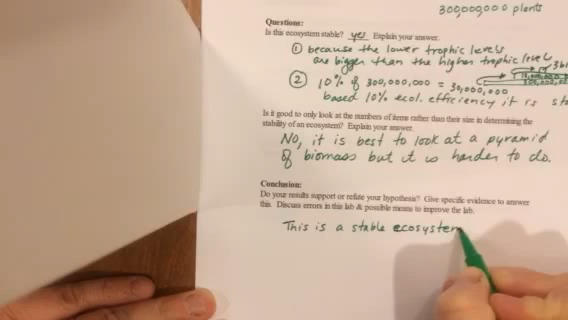 300,000,000 plants
Questions:
Is this ecosystem stable? yes Explain your answer.
① because the lower trophic levels
are bigger than the higher trophic levels
② 10% of 300,000,000 = 30,000,000
based 10% ecol. efficiency it is
Is it good to only look at the numbers of items rather than their size in determining the
stability of an ecosystem? Explain your answer.
No, it is best to look at a pyramid
of biomass but it is harder to do.
Conclusion:
Do your results support or refute your hypothesis? Give specific evidence to answer
this. Discuss errors in this lab & possible means to improve the lab.
This is a stable ecosystem